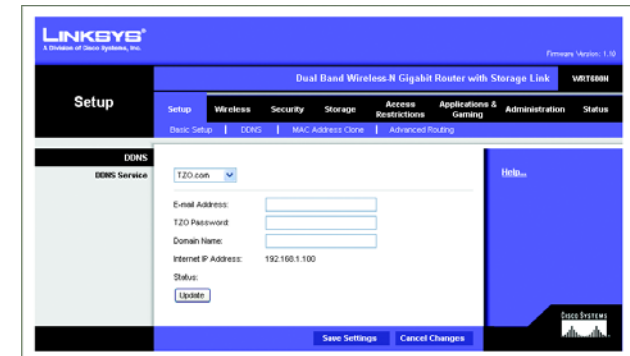 LINKSYS®
A Division of Cisco Systems, Inc.
Firmware Version: 1.10
Dual Band Wireless-N Gigabit Router with Storage Link WRT600N
Setup
Setup Wireless Security Storage Access Restrictions Applications & Gaming Administration Status
Basic Setup | DDNS | MAC Address Clone | Advanced Routing
DDNS
DDNS Service
TZO.com
Help...
E-mail Address:
TZO Password:
Domain Name:
Internet IP Address: 192.168.1.100
Status:
Update
CISCO SYSTEMS
Save Settings Cancel Changes